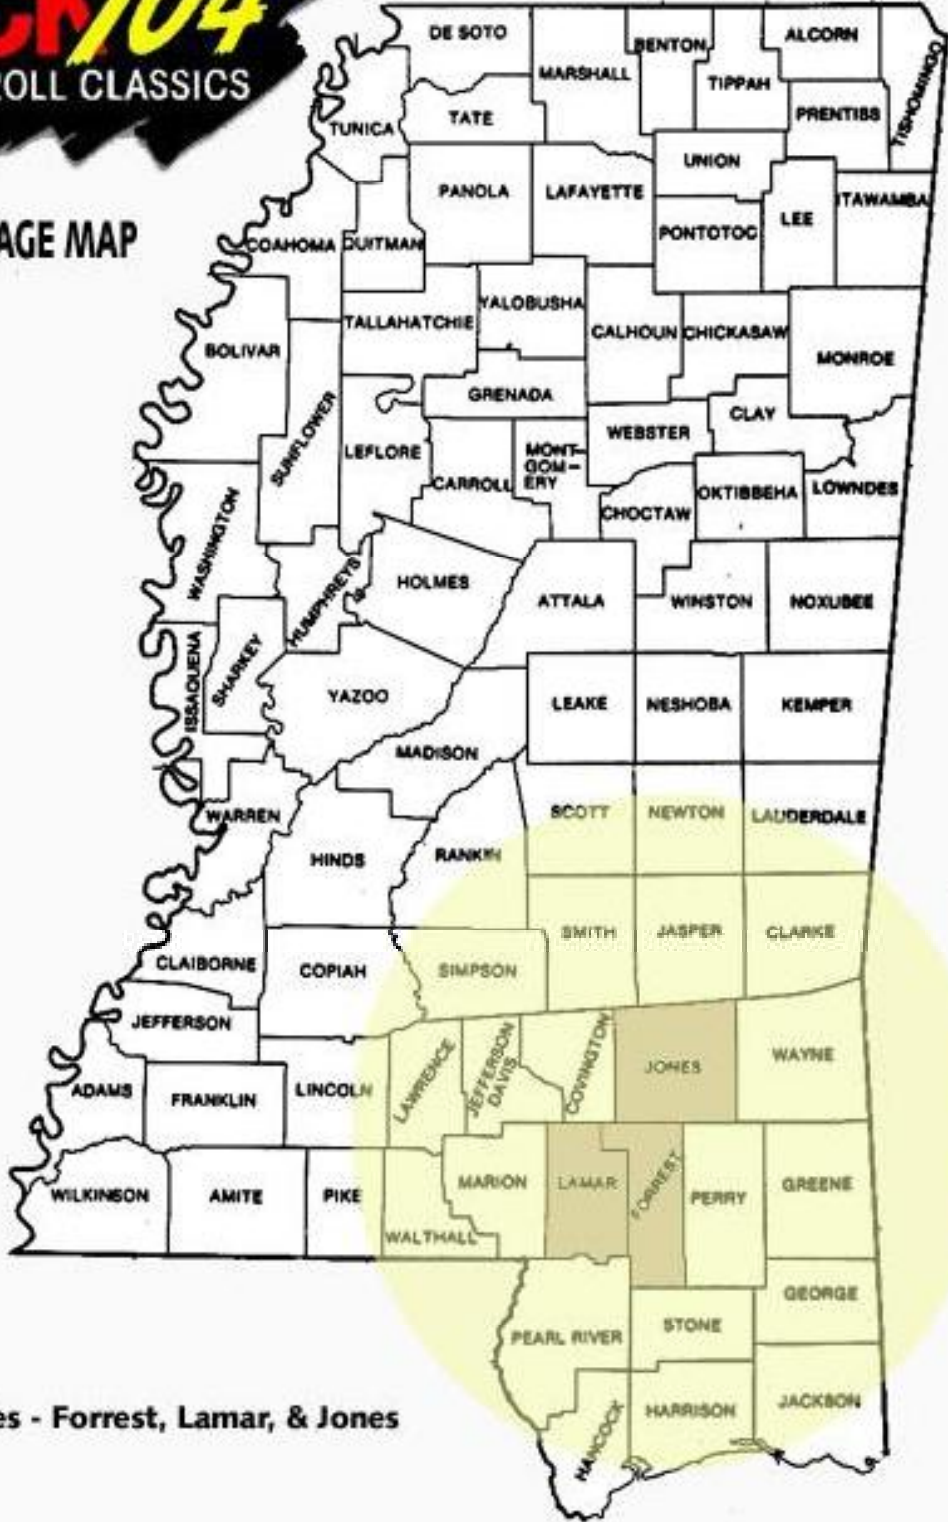 104
OLL CLASSICS
AGE MAP
DE SOTO
BENTON
ALCORN
MARSHALL
TIPPAH
TISHOMINGO
TATE
PRENTISS
TUNICA
UNION
PANOLA
LAFAYETTE
ITAWAMBA
LEE
PONTOTOC
COAHOMA
QUITMAN
YALOBUSHA
TALLAHATCHIE
CALHOUN
CHICKASAW
BOLIVAR
MONROE
GRENADA
CLAY
SUNFLOWER
WEBSTER
LEFLORE
MONT-
GOM-
ERY
CARROLL
OKTIBBEHA
LOWNDES
CHOCTAW
WASHINGTON
HUMPHREYS
HOLMES
ATTALA
WINSTON
NOXUBEE
ISSAQUENA
SHARKEY
YAZOO
LEAKE
NESHOBA
KEMPER
MADISON
WARREN
SCOTT
NEWTON
LAUDERDALE
HINDS
RANKIN
SMITH
JASPER
CLARKE
CLAIBORNE
COPIAH
SIMPSON
JEFFERSON
LAWRENCE
JEFFERSON
DAVIS
COVINGTON
JONES
WAYNE
ADAMS
FRANKLIN
LINCOLN
WILKINSON
AMITE
PIKE
MARION
LAMAR
FORREST
PERRY
GREENE
WALTHALL
GEORGE
PEARL RIVER
STONE
HANCOCK
HARRISON
JACKSON
es - Forrest, Lamar, & Jones